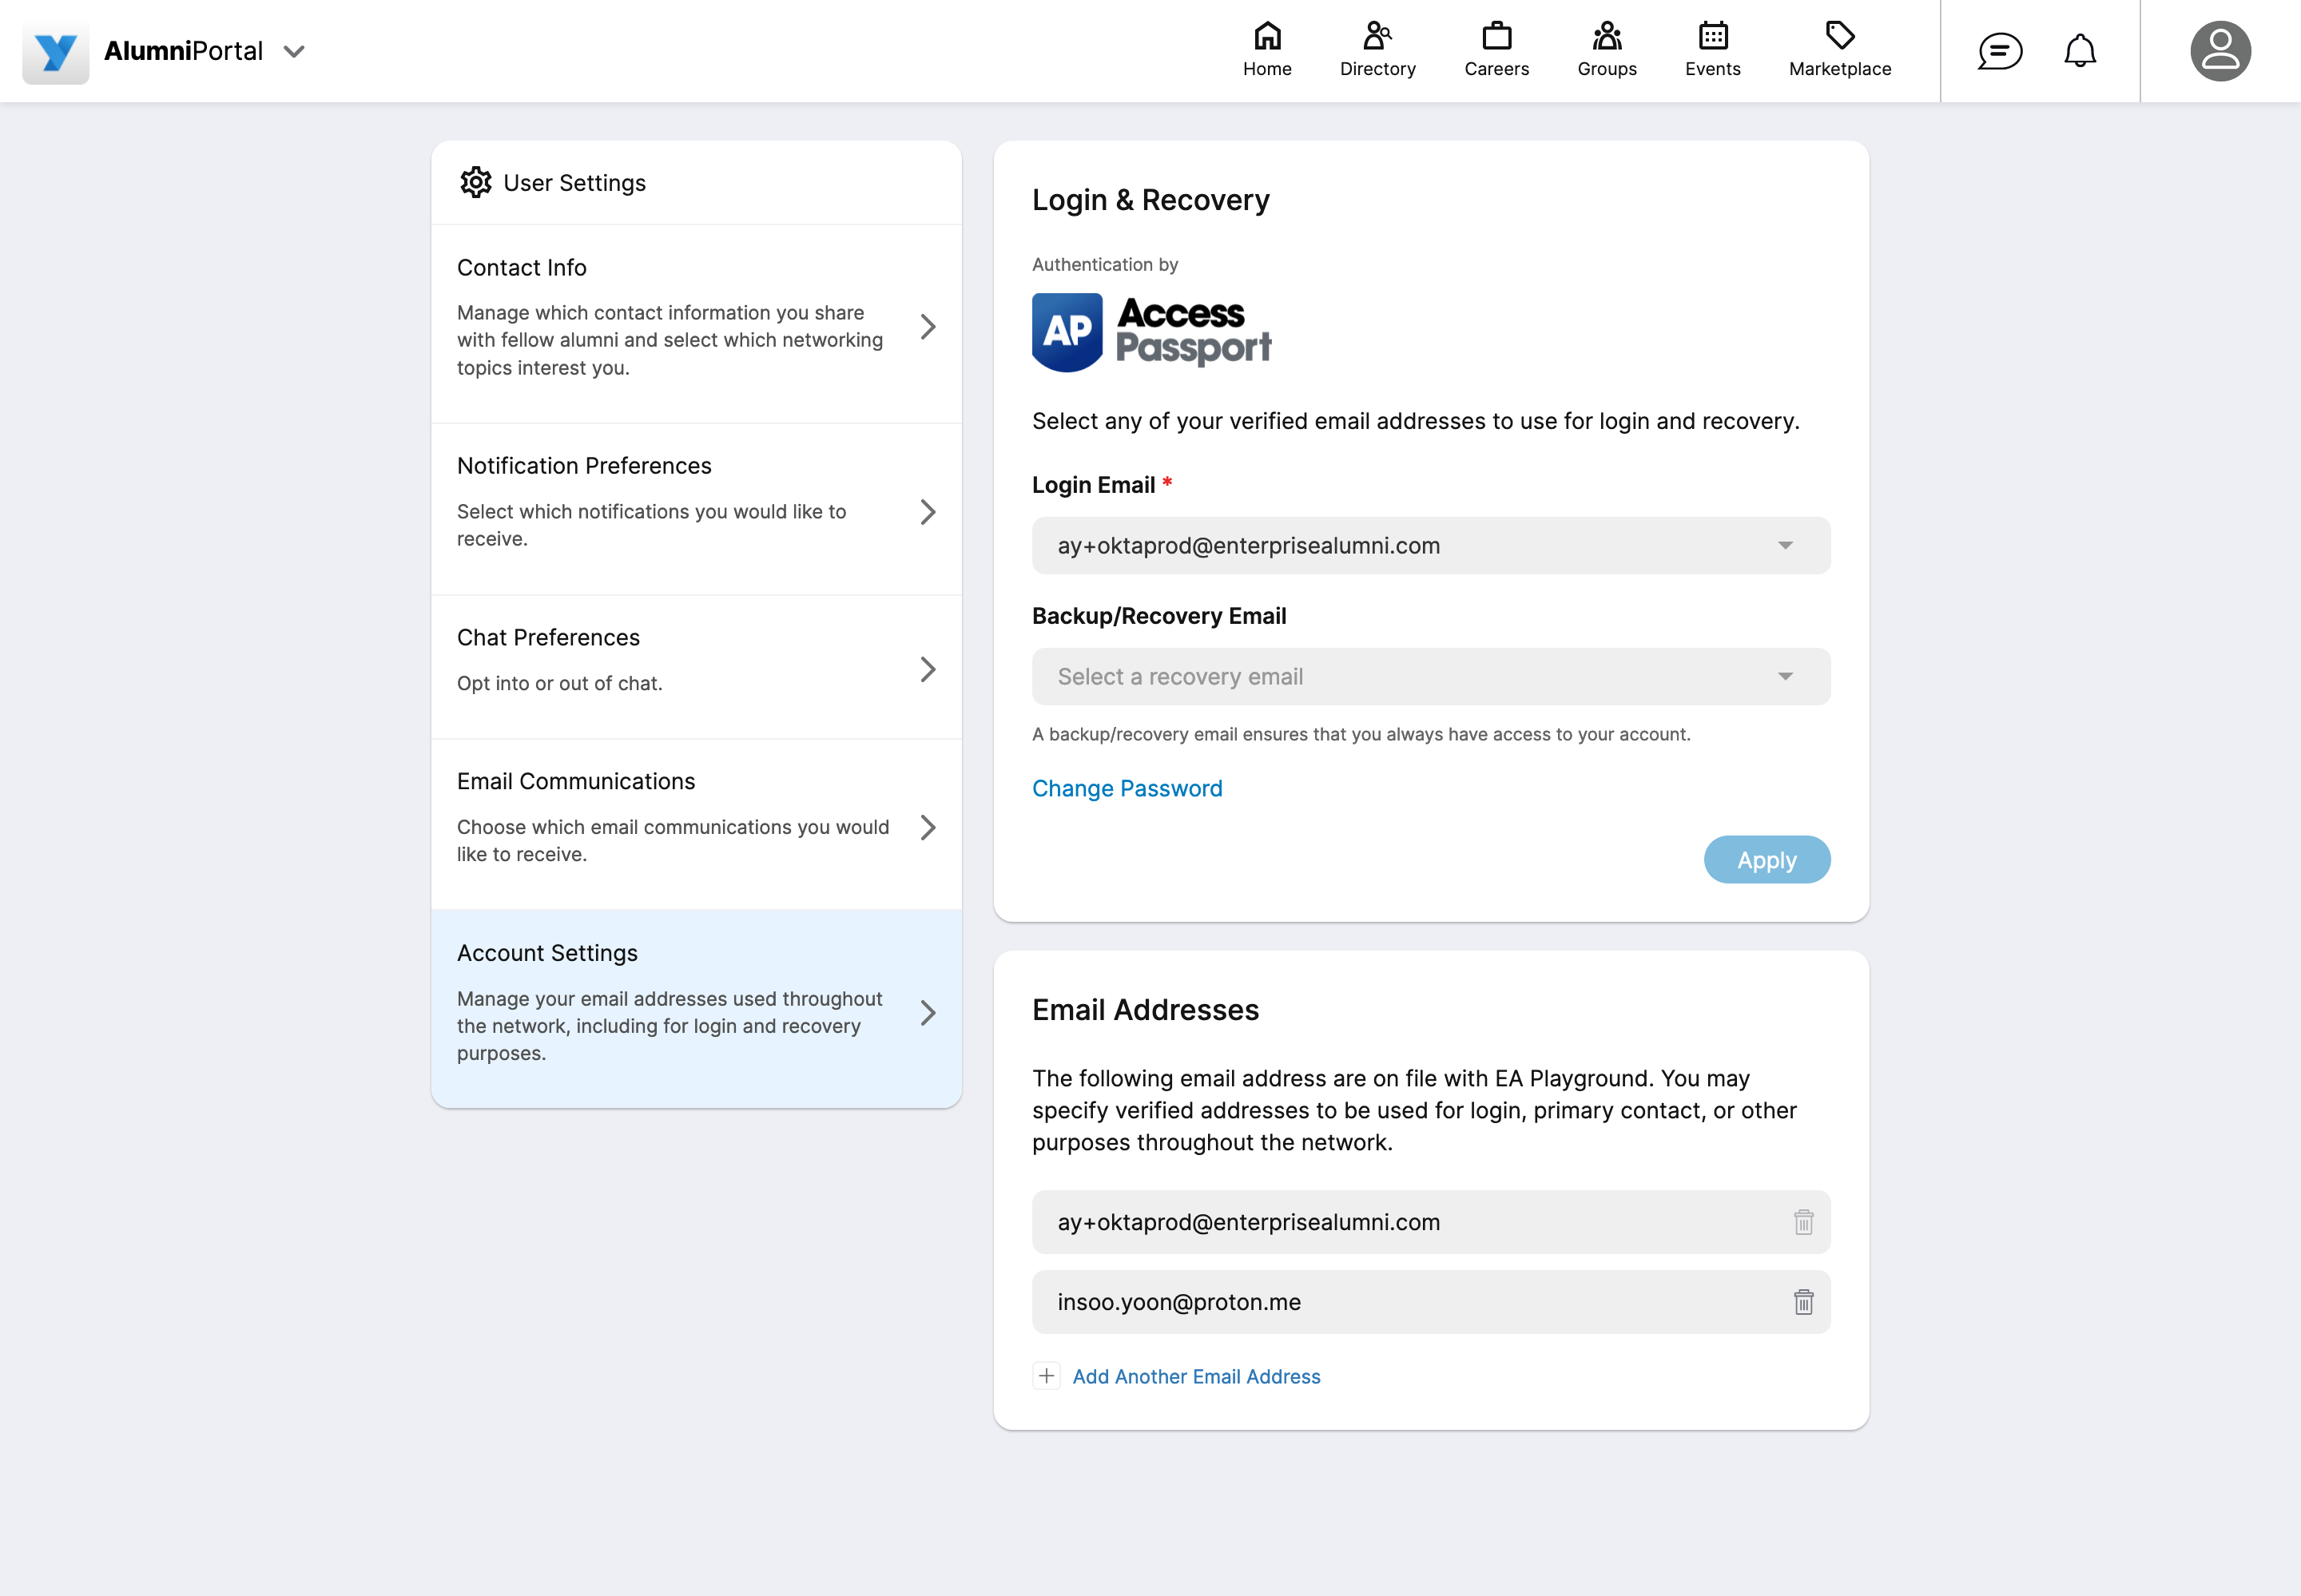 AlumniPortal
Home
Directory
Careers
Groups
Events
Marketplace
User Settings
Contact Info
Manage which contact information you share
with fellow alumni and select which networking
topics interest you.
Notification Preferences
Select which notifications you would like to
receive.
Chat Preferences
Opt into or out of chat.
Email Communications
Choose which email communications you would
like to receive.
Account Settings
Manage your email addresses used throughout
the network, including for login and recovery
purposes.
Login & Recovery
Authentication by
AP
Access
Passport
Select any of your verified email addresses to use for login and recovery.
Login Email *
ay+oktaprod@enterprisealumni.com
Backup/Recovery Email
Select a recovery email
A backup/recovery email ensures that you always have access to your account.
Change Password
Apply
Email Addresses
The following email address are on file with EA Playground. You may
specify verified addresses to be used for login, primary contact, or other
purposes throughout the network.
ay+oktaprod@enterprisealumni.com
insoo.yoon@proton.me
Add Another Email Address